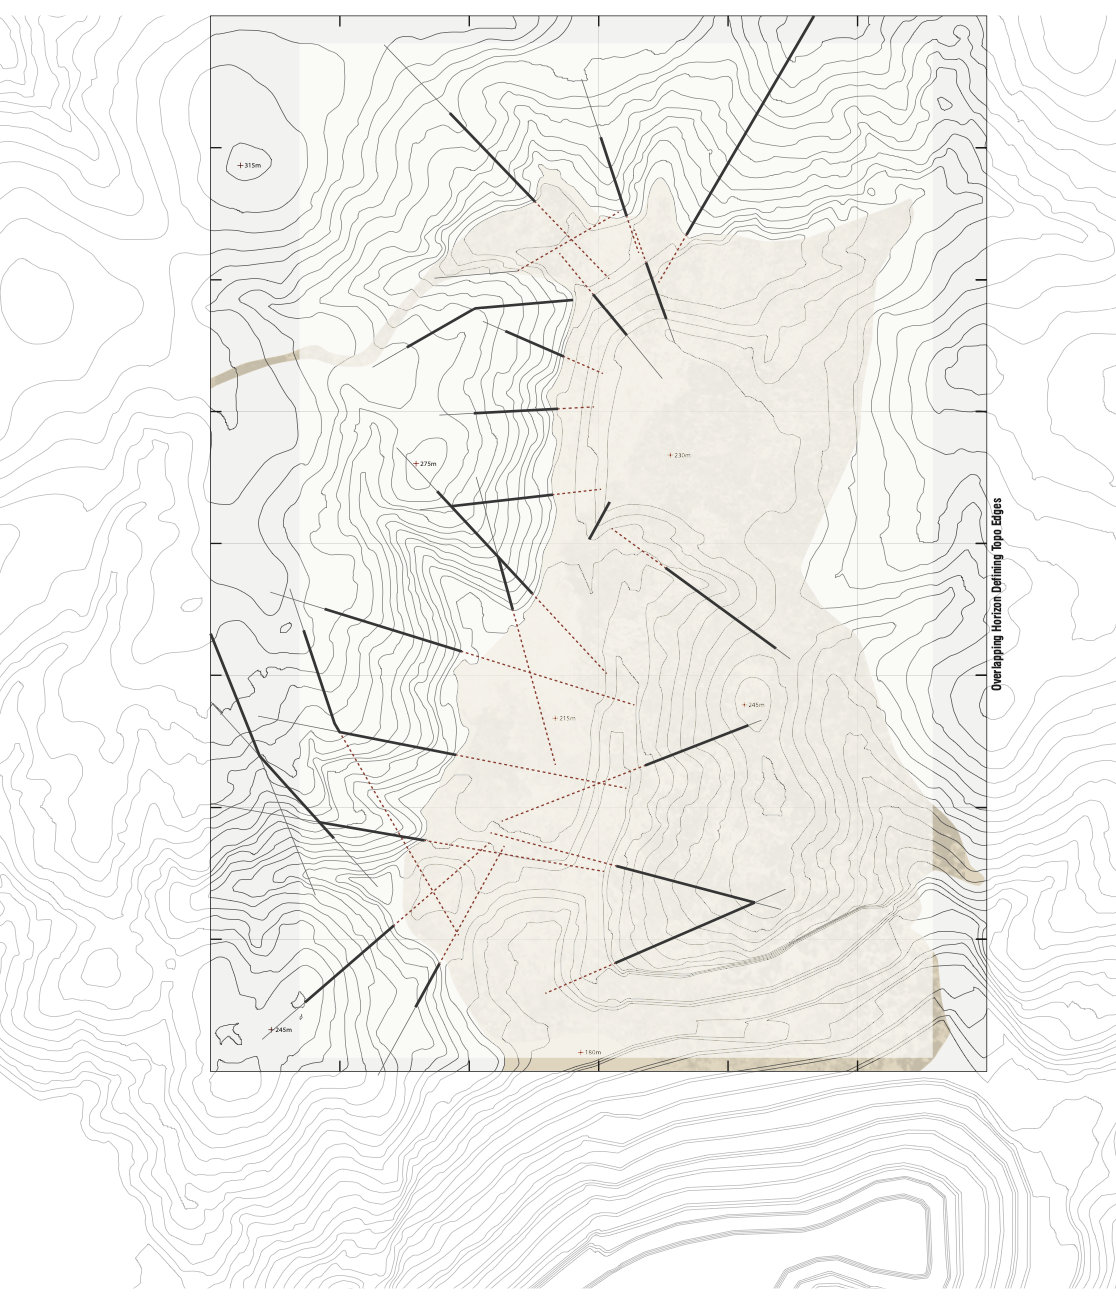 +315m
+275m
+230m
Overlapping Horizon Defining Topo Edges
+245m
+215m
+245m
+180m